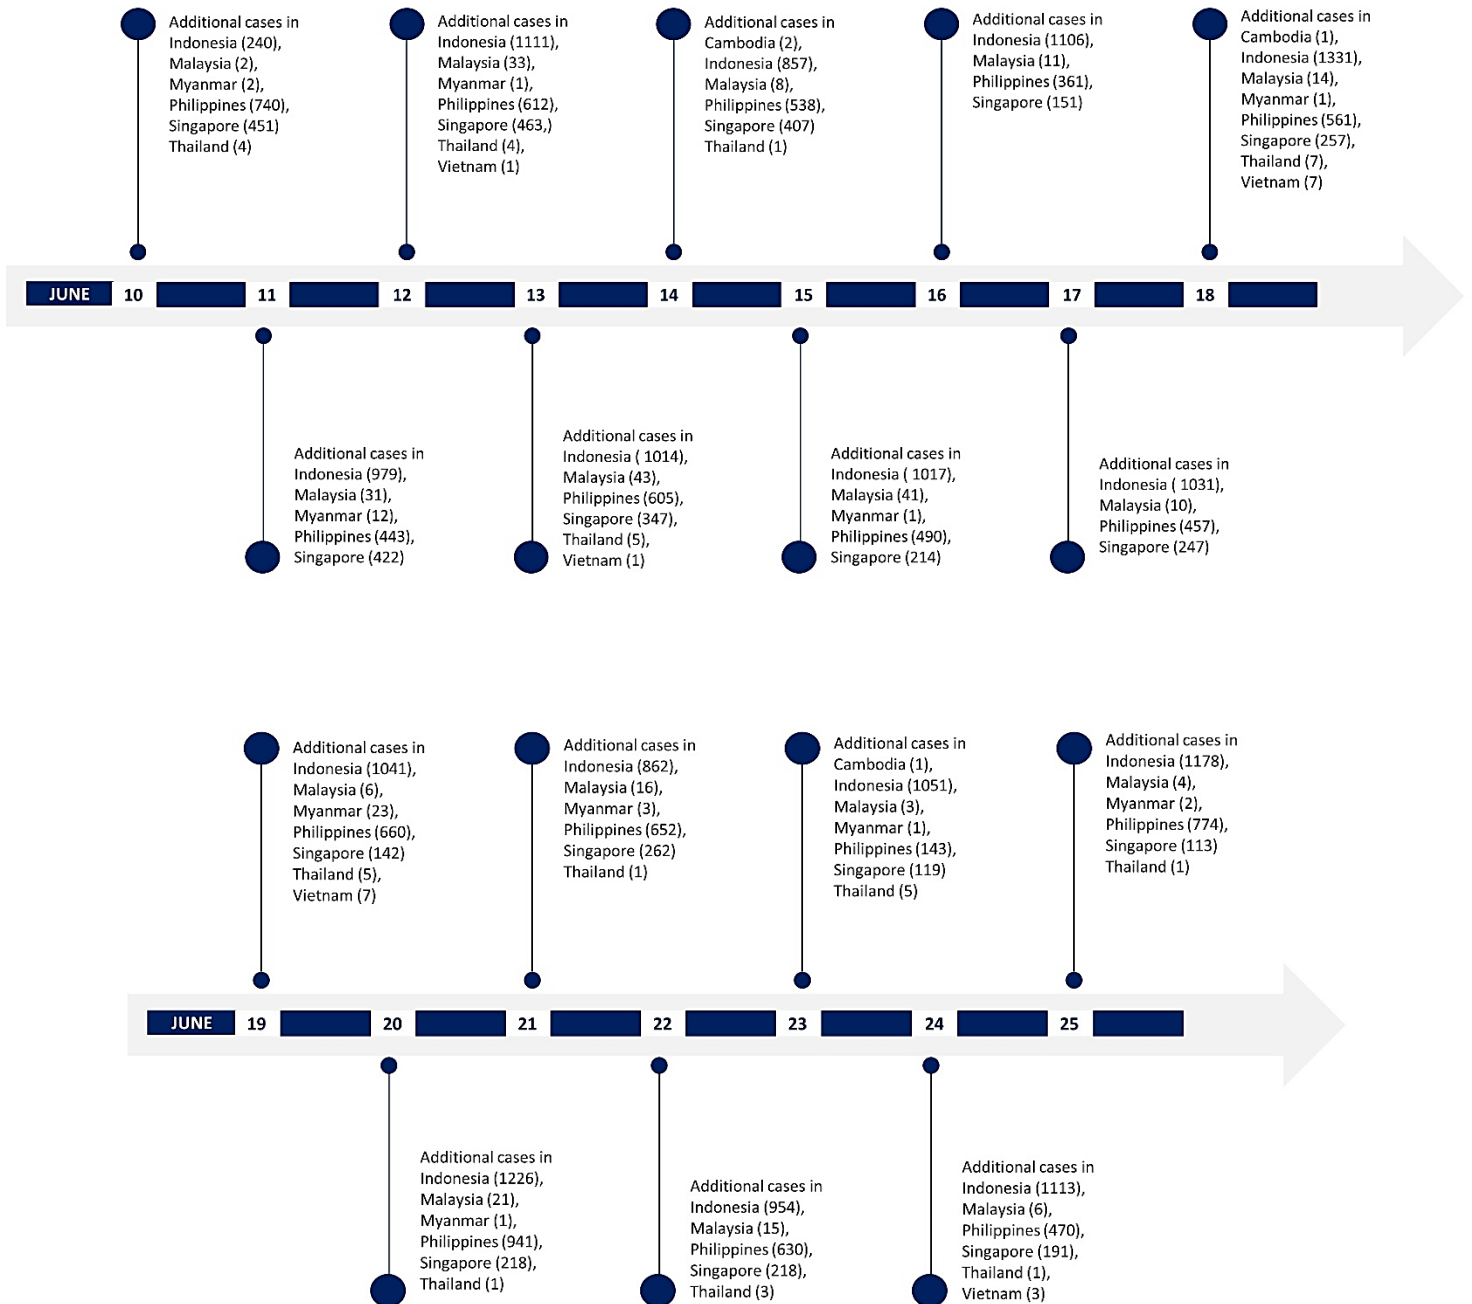 Additional cases in
Indonesia (240),
Malaysia (2),
Myanmar (2),
Philippines (740),
Singapore (451)
Thailand (4)
Additional cases in
Indonesia (1111),
Malaysia (33),
Myanmar (1),
Philippines (612),
Singapore (463,)
Thailand (4),
Vietnam (1)
Additional cases in
Cambodia (2),
Indonesia (857),
Malaysia (8),
Philippines (538),
Singapore (407)
Thailand (1)
Additional cases in
Indonesia (1106),
Malaysia (11),
Philippines (361),
Singapore (151)
Additional cases in
Cambodia (1),
Indonesia (1331),
Malaysia (14),
Myanmar (1),
Philippines (561),
Singapore (257),
Thailand (7),
Vietnam (7)
JUNE 10 11 12 13 14 15 16 17 18
Additional cases in
Indonesia (979),
Malaysia (31),
Myanmar (12),
Philippines (443),
Singapore (422)
Additional cases in
Indonesia ( 1014),
Malaysia (43),
Philippines (605),
Singapore (347),
Thailand (5),
Vietnam (1)
Additional cases in
Indonesia ( 1017),
Malaysia (41),
Myanmar (1),
Philippines (490),
Singapore (214)
Additional cases in
Indonesia ( 1031),
Malaysia (10),
Philippines (457),
Singapore (247)
Additional cases in
Indonesia (1041),
Malaysia (6),
Myanmar (23),
Philippines (660),
Singapore (142)
Thailand (5),
Vietnam (7)
Additional cases in
Indonesia (862),
Malaysia (16),
Myanmar (3),
Philippines (652),
Singapore (262)
Thailand (1)
Additional cases in
Cambodia (1),
Indonesia (1051),
Malaysia (3),
Myanmar (1),
Philippines (143),
Singapore (119)
Thailand (5)
Additional cases in
Indonesia (1178),
Malaysia (4),
Myanmar (2),
Philippines (774),
Singapore (113)
Thailand (1)
JUNE 19 20 21 22 23 24 25
Additional cases in
Indonesia (1226),
Malaysia (21),
Myanmar (1),
Philippines (941),
Singapore (218),
Thailand (1)
Additional cases in
Indonesia (954),
Malaysia (15),
Philippines (630),
Singapore (218),
Thailand (3)
Additional cases in
Indonesia (1113),
Malaysia (6),
Philippines (470),
Singapore (191),
Thailand (1),
Vietnam (3)